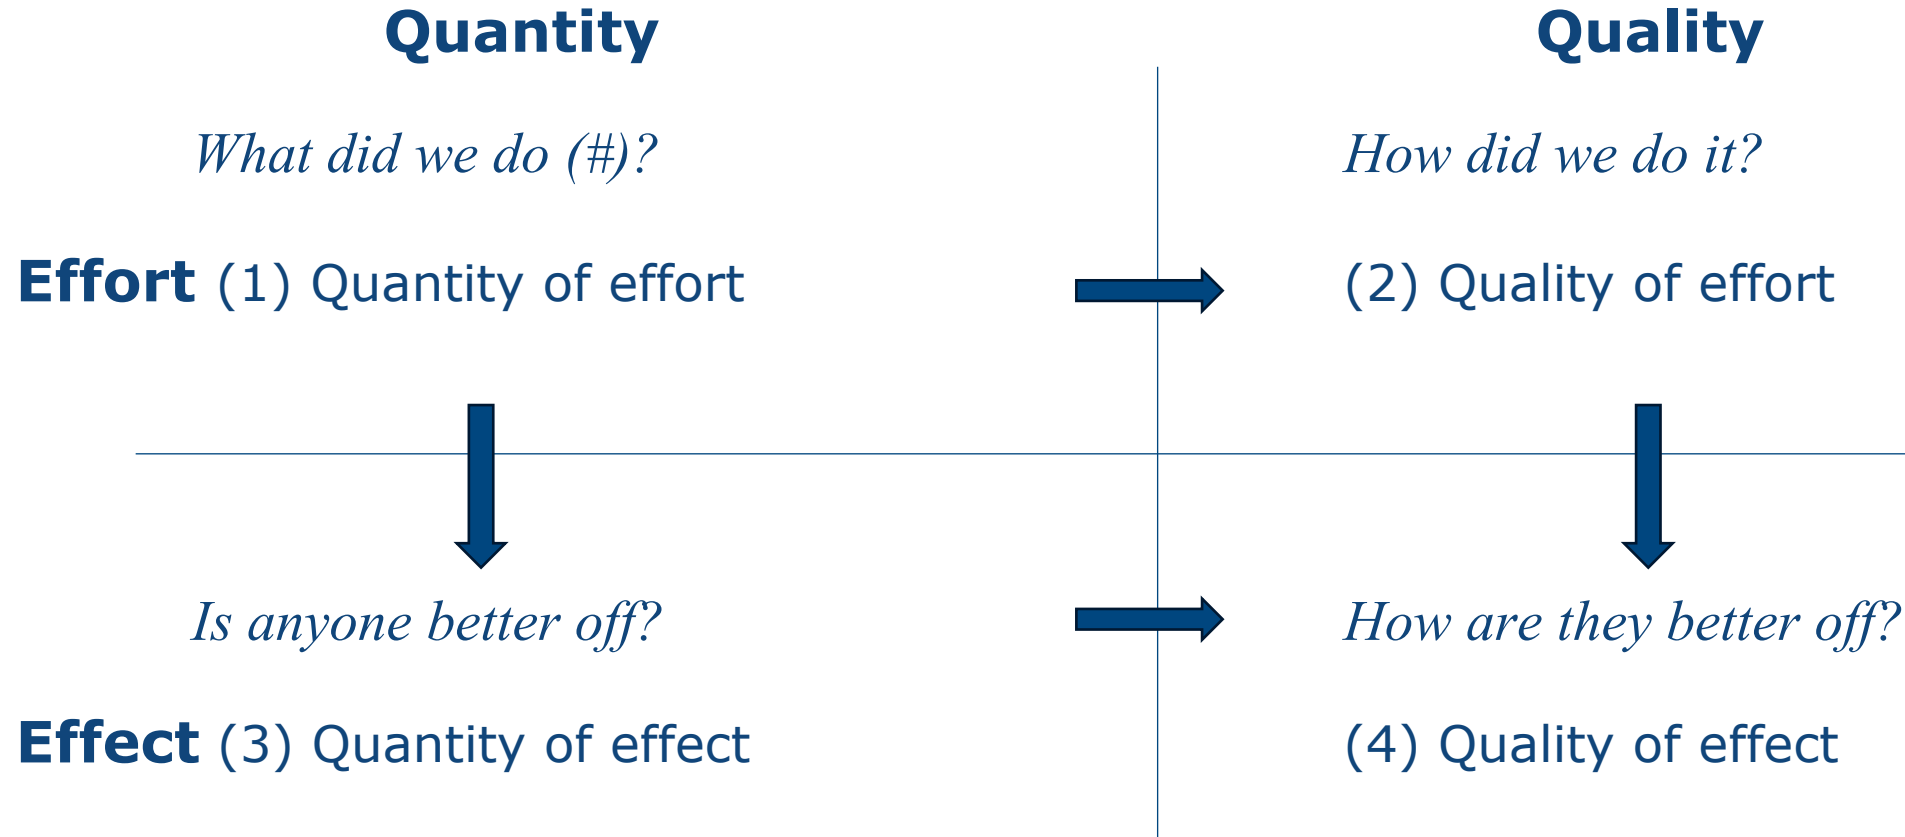 Quantity Quality
What did we do (#)? How did we do it?
Effort (1) Quantity of effort (2) Quality of effort
Is anyone better off? How are they better off?
Effect (3) Quantity of effect (4) Quality of effect